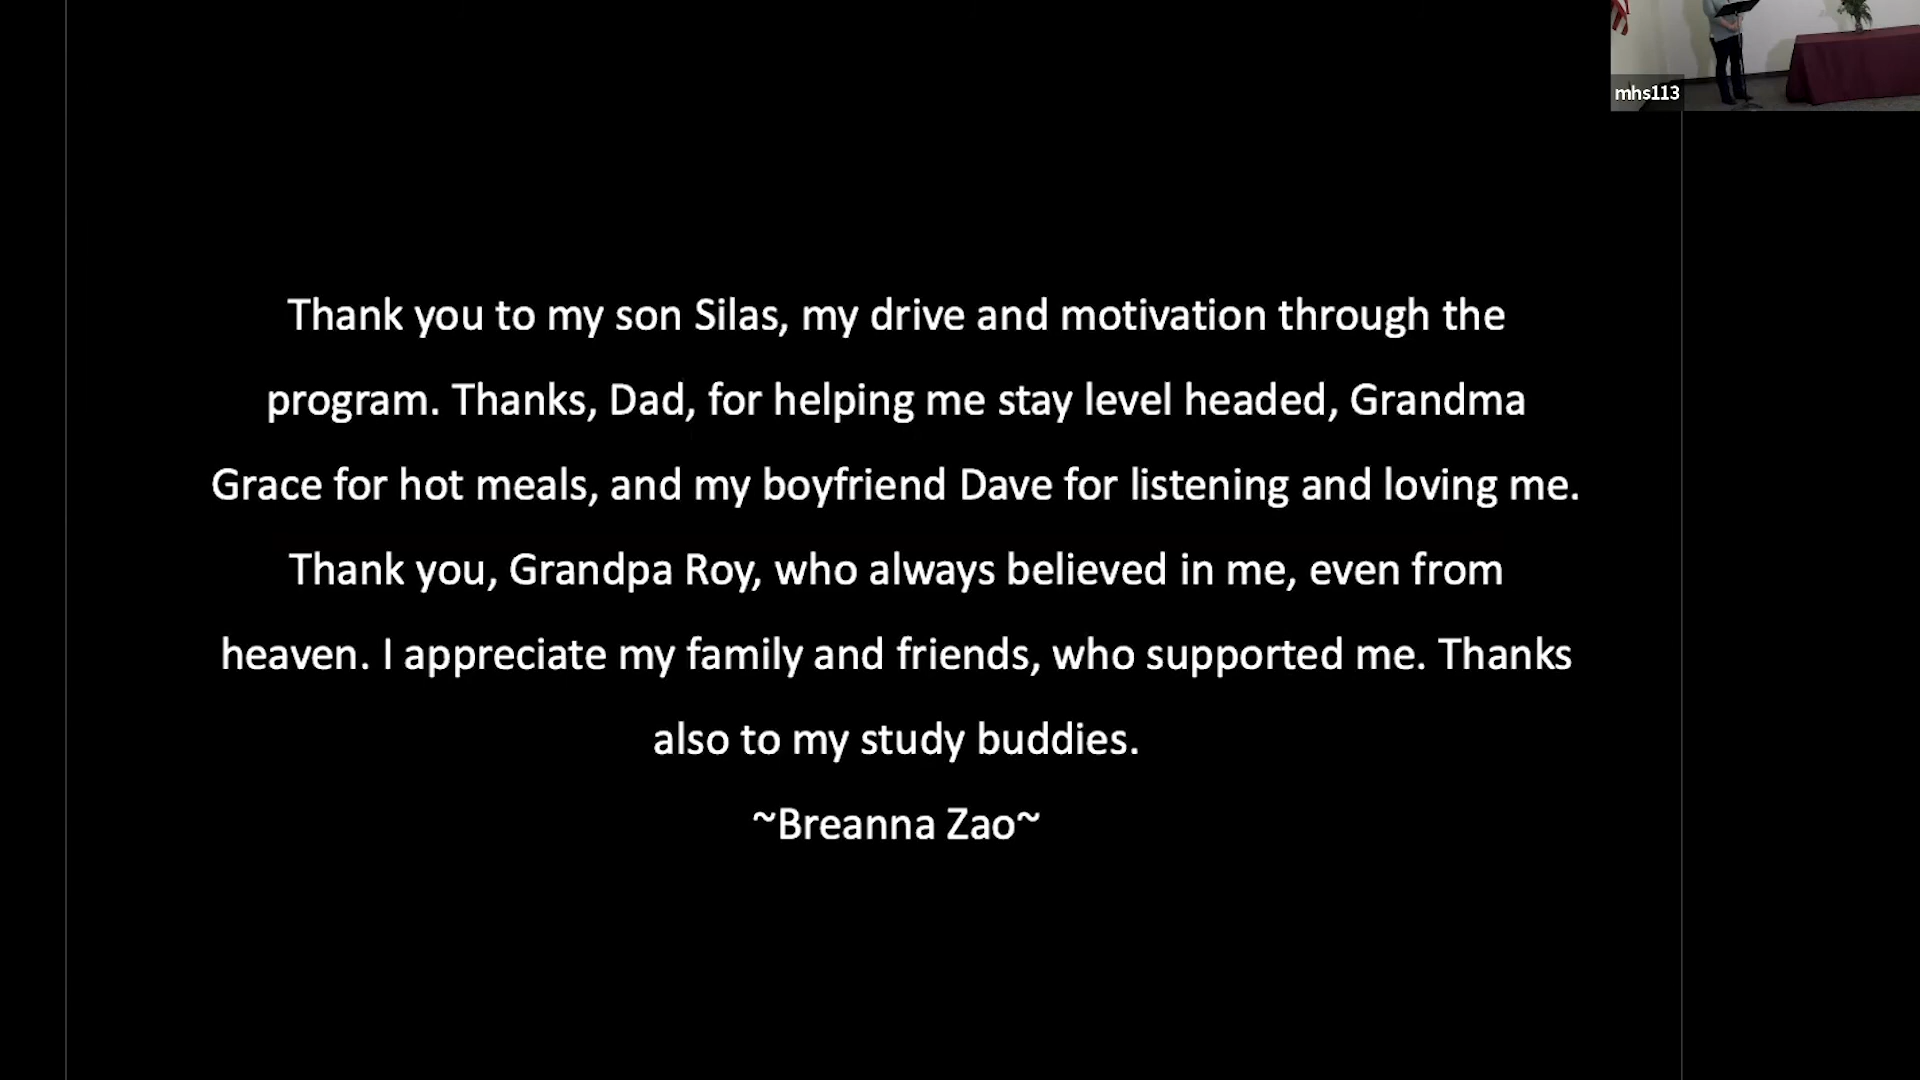 mhs113
Thank you to my son Silas, my drive and motivation through the
program. Thanks, Dad, for helping me stay level headed, Grandma
Grace for hot meals, and my boyfriend Dave for listening and loving me.
Thank you, Grandpa Roy, who always believed in me, even from
heaven. I appreciate my family and friends, who supported me. Thanks
also to my study buddies.
~Breanna Zao~